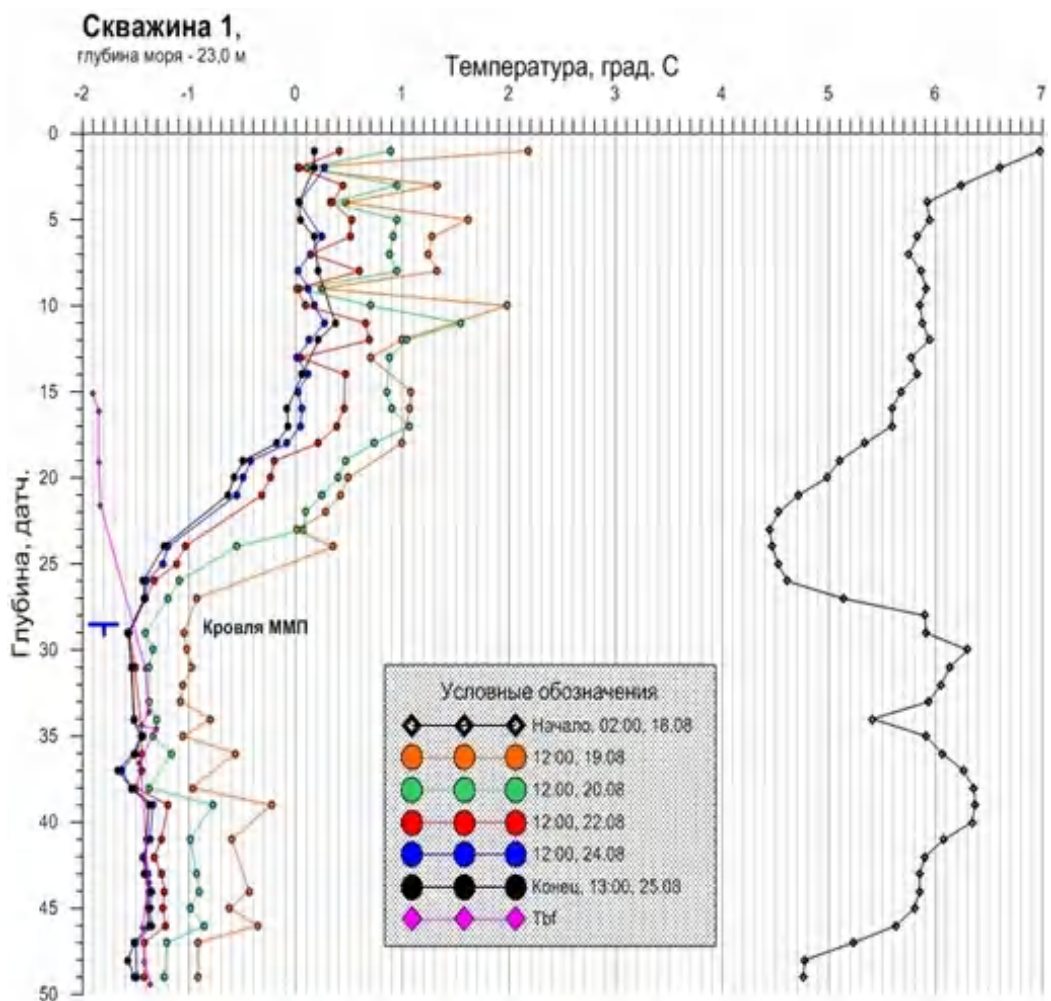 Скважина 1,
глубина моря - 23,0 м
Температура, град. С
-2 -1 0 1 2 3 4 5 6 7
Глубина, датч.
0
5
10
15
20
25
30
35
40
45
50
Кровля ММП
Условные обозначения
Начало, 02:00, 18.08
12:00, 19.08
12:00, 20.08
12:00, 22.08
12:00, 24.08
Конец, 13:00, 25.08
Tbf